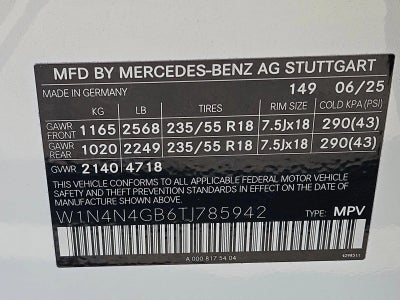 MFD BY MERCEDES-BENZ AG STUTTGART
MADE IN GERMANY 149 06/25
KG LB TIRES RIM SIZE COLD KPA (PSI)
GAWR FRONT 1165 2568 235/55 R18 7.5Jx18 290(43)
GAWR REAR 1020 2249 235/55 R18 7.5Jx18 290(43)
GVWR 2140 4718
THIS VEHICLE CONFORMS TO ALL APPLICABLE FEDERAL MOTOR VEHICLE
SAFETY AND THEFT PREVENTION STANDARDS IN EFFECT ON THE DATE
OF MANUFACTURE SHOWN ABOVE.
W1N4N4GB6TJ785942 TYPE: MPV
A 000 817 54 04